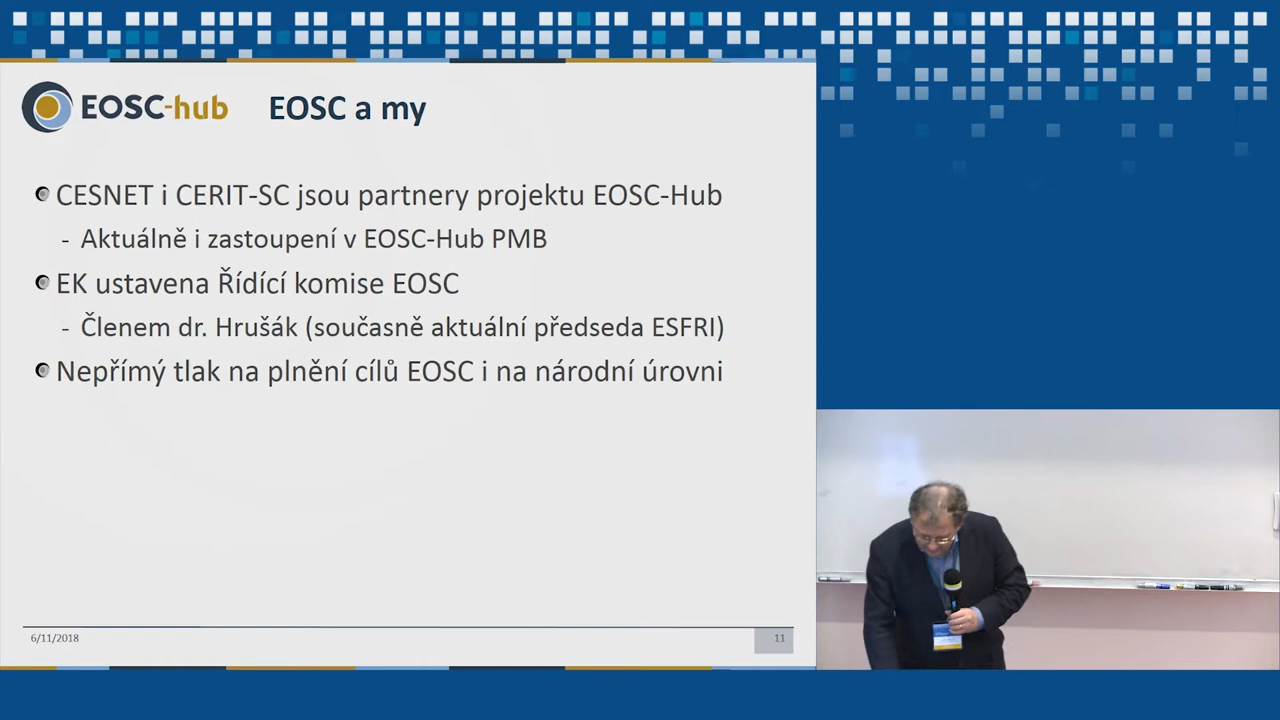 EOSC-hub
EOSC a my
CESNET i CERIT-SC jsou partnery projektu EOSC-Hub
- Aktuálně i zastoupení v EOSC-Hub PMB
EK ustavena Řídící komise EOSC
- Členem dr. Hrušák (současně aktuální předseda ESFRI)
Nepřímý tlak na plnění cílů EOSC i na národní úrovni
6/11/2018
11